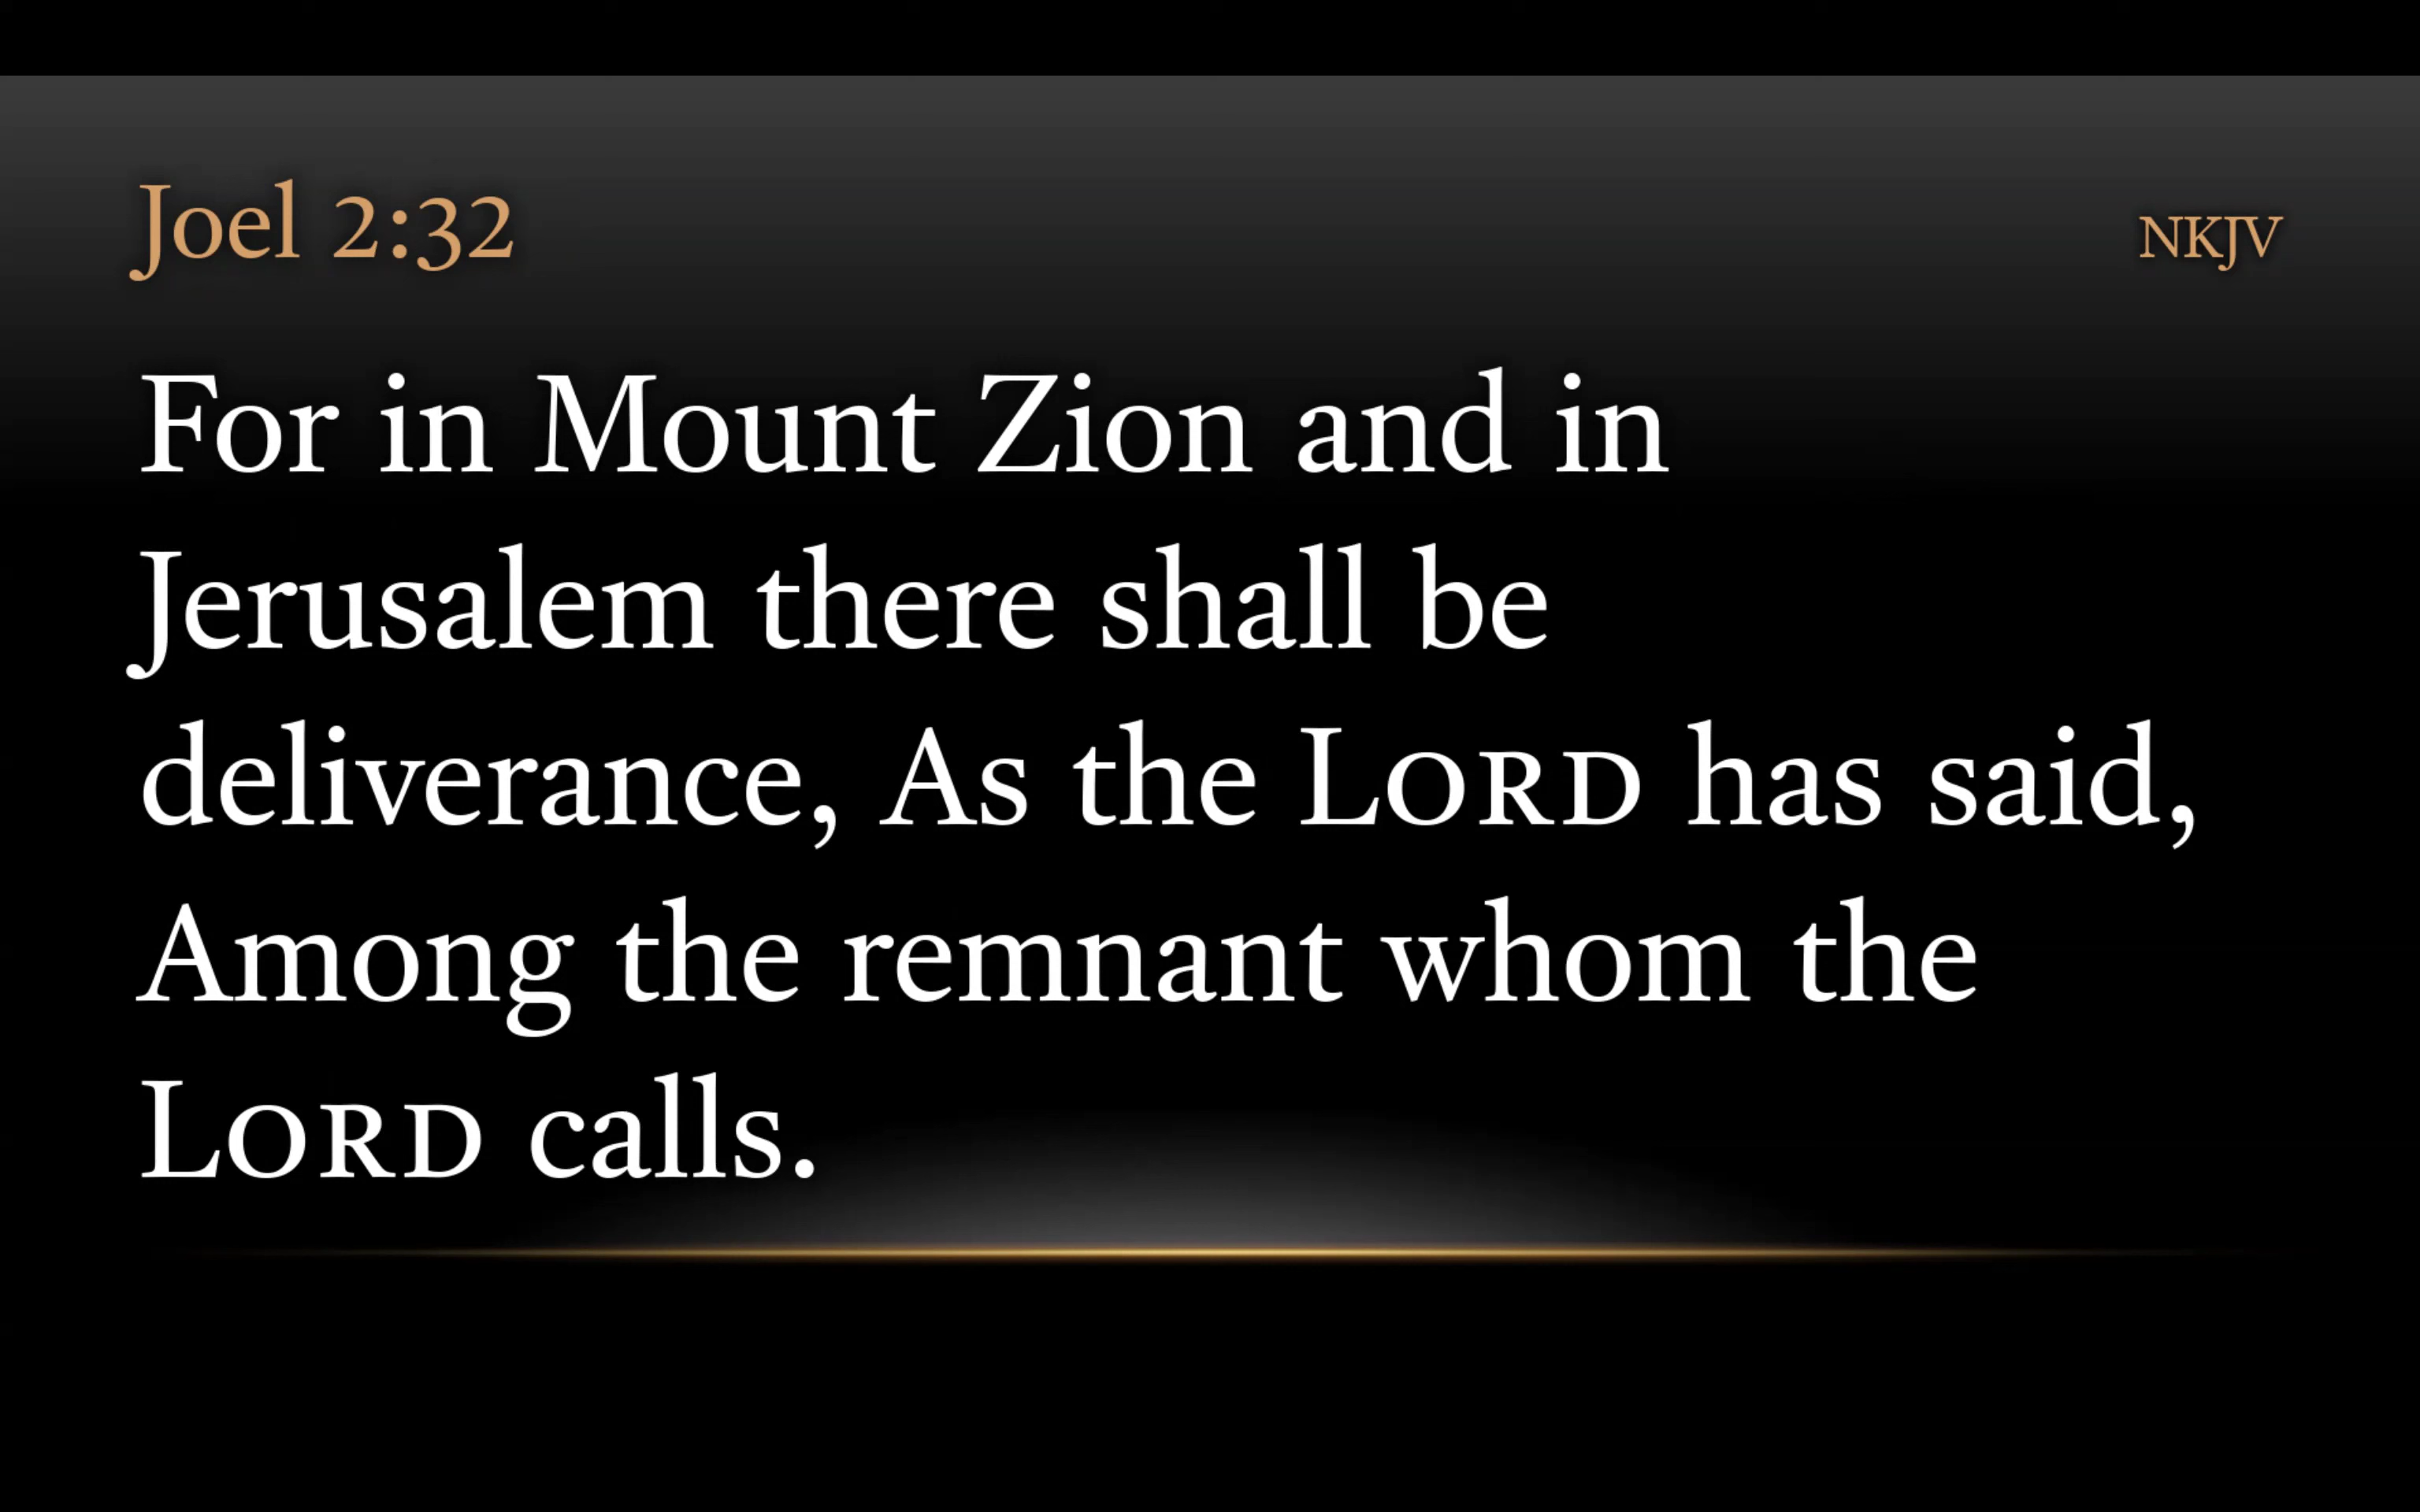 Joel 2:32 NKJV
For in Mount Zion and in
Jerusalem there shall be
deliverance, As the LORD has said,
Among the remnant whom the
LORD calls.